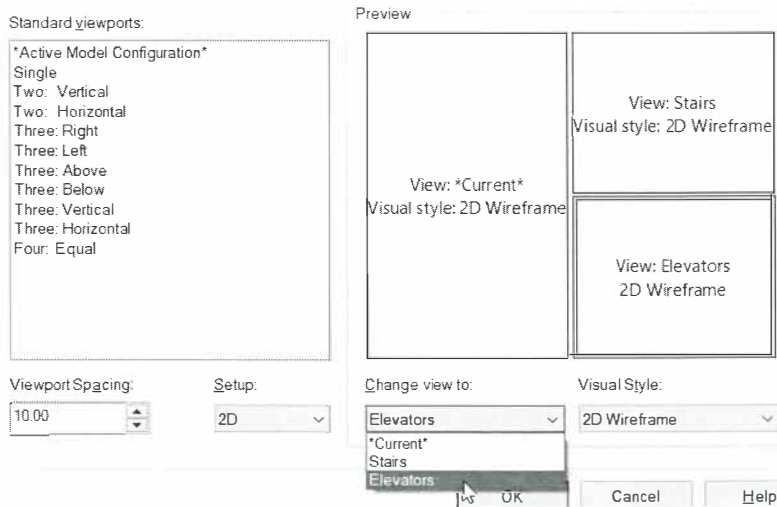 Standard viewports:
*Active Model Configuration*
Single
Two: Vertical
Two: Horizontal
Three: Right
Three: Left
Three: Above
Three: Below
Three: Vertical
Three: Horizontal
Four: Equal
Viewport Spacing:
10.00
Setup:
2D
Preview
View: *Current*
Visual style: 2D Wireframe
View: Stairs
Visual style: 2D Wireframe
View: Elevators
2D Wireframe
Change view to:
Elevators
*Current*
Stairs
Elevators
Visual Style:
2D Wireframe
OK
Cancel
Help